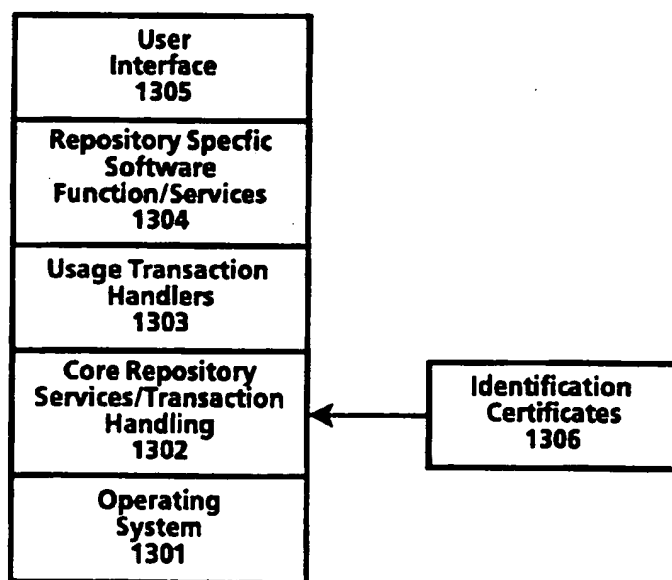 User
Interface
1305
Repository Specfic
Software
Function/Services
1304
Usage Transaction
Handlers
1303
Core Repository
Services/Transaction
Handling
1302
Operating
System
1301
Identification
Certificates
1306